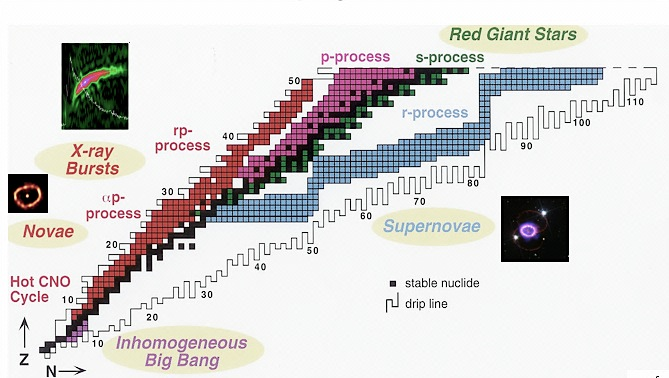 Red Giant Stars
p-process
s-process
50
110
r-process
100
90
40
rp-
process
X-ray
Bursts
80
30
70
αp-
process
60
Supernovae
Novae
50
20
40
stable nuclide
Hot CNO
Cycle
30
drip line
10
20
10
Inhomogeneous
Big Bang
Z
N